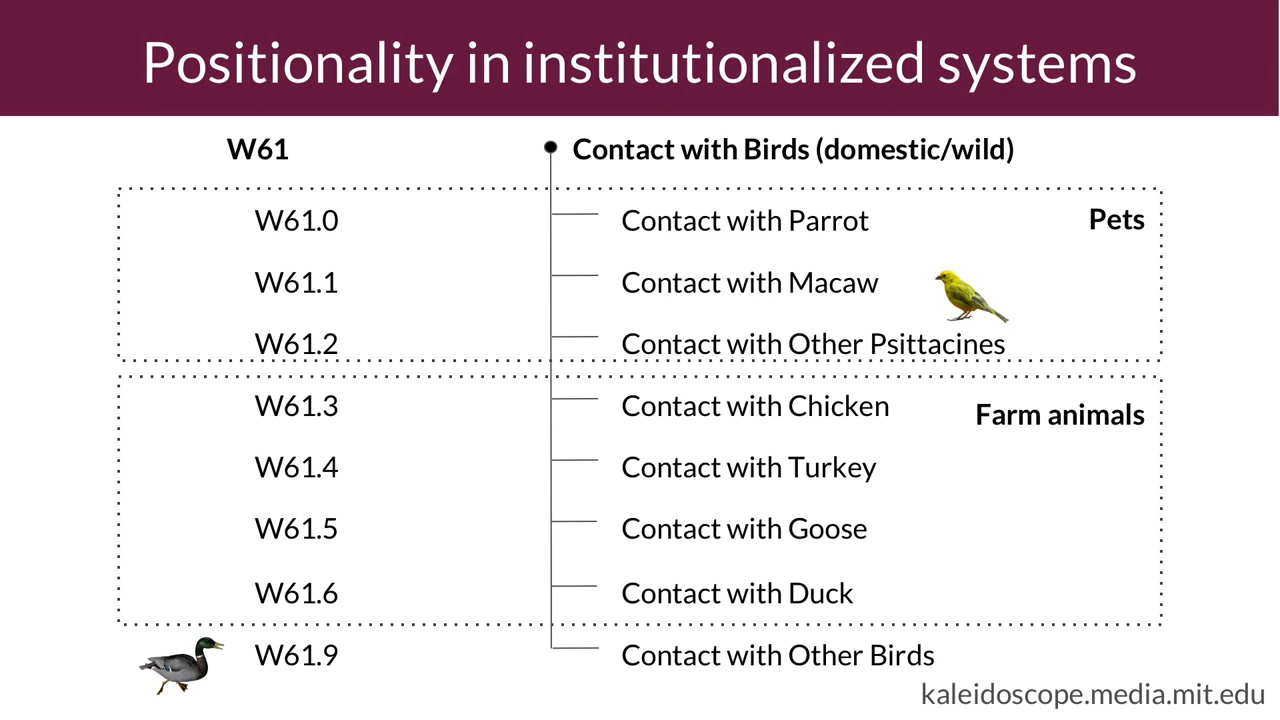 Positionality in institutionalized systems
W61 Contact with Birds (domestic/wild)
W61.0 Contact with Parrot Pets
W61.1 Contact with Macaw
W61.2 Contact with Other Psittacines
W61.3 Contact with Chicken Farm animals
W61.4 Contact with Turkey
W61.5 Contact with Goose
W61.6 Contact with Duck
W61.9 Contact with Other Birds
kaleidoscope.media.mit.edu